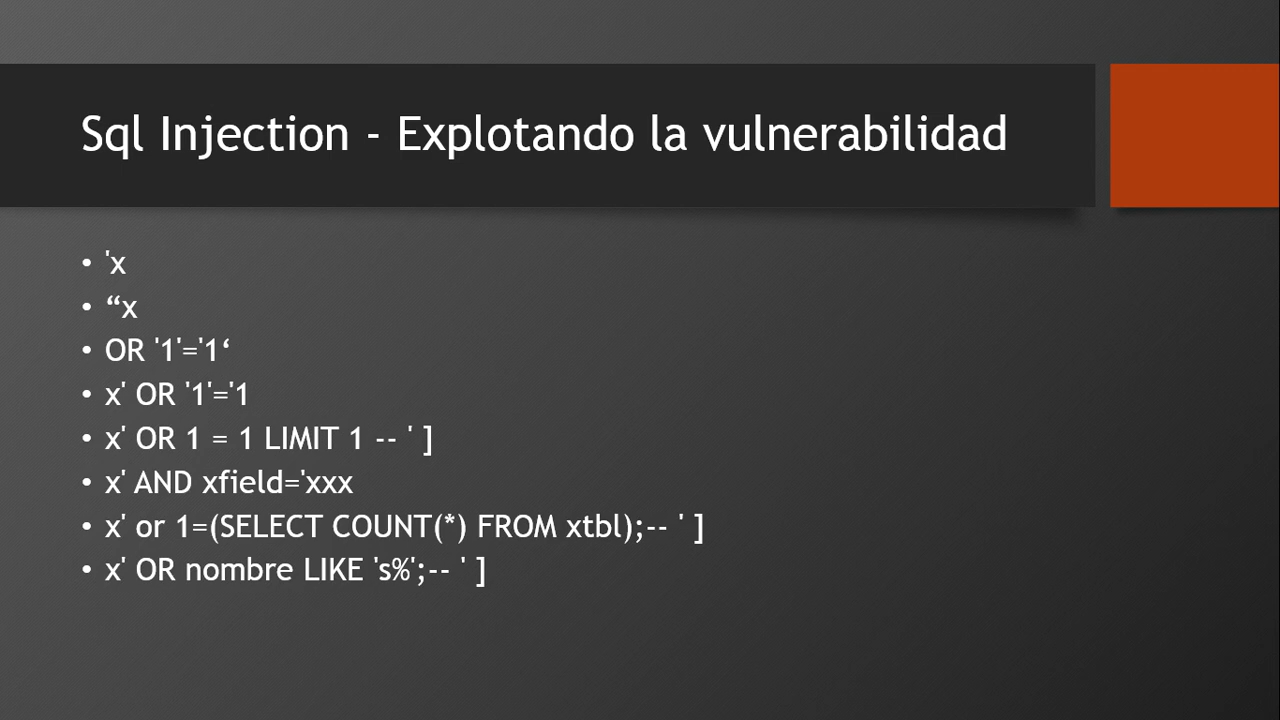 Sql Injection - Explotando la vulnerabilidad
• 'x
• “x
• OR '1'='1‘
• x' OR '1'='1
• x' OR 1 = 1 LIMIT 1 -- ' ]
• x' AND xfield='xxx
• x' or 1=(SELECT COUNT(*) FROM xtbl);-- ' ]
• x' OR nombre LIKE 's%';-- ' ]